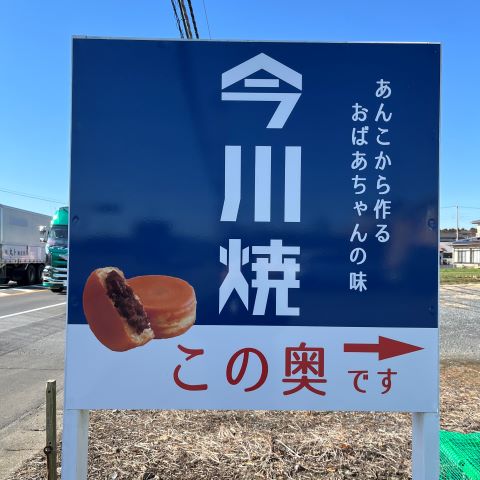 今川焼
あんこから作る
おばあちゃんの味
この奥です